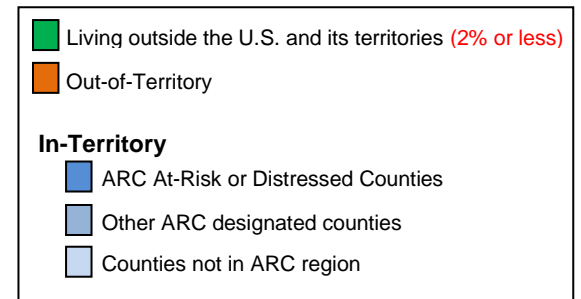 Living outside the U.S. and its territories (2% or less)
Out-of-Territory
In-Territory
ARC At-Risk or Distressed Counties
Other ARC designated counties
Counties not in ARC region